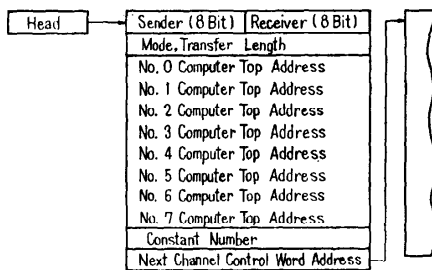 Head
Sender (8 Bit) Receiver (8 Bit)
Mode, Transfer Length
No. 0 Computer Top Address
No. 1 Computer Top Address
No. 2 Computer Top Address
No. 3 Computer Top Address
No. 4 Computer Top Address
No. 5 Computer Top Address
No. 6 Computer Top Address
No. 7 Computer Top Address
Constant Number
Next Channel Control Word Address